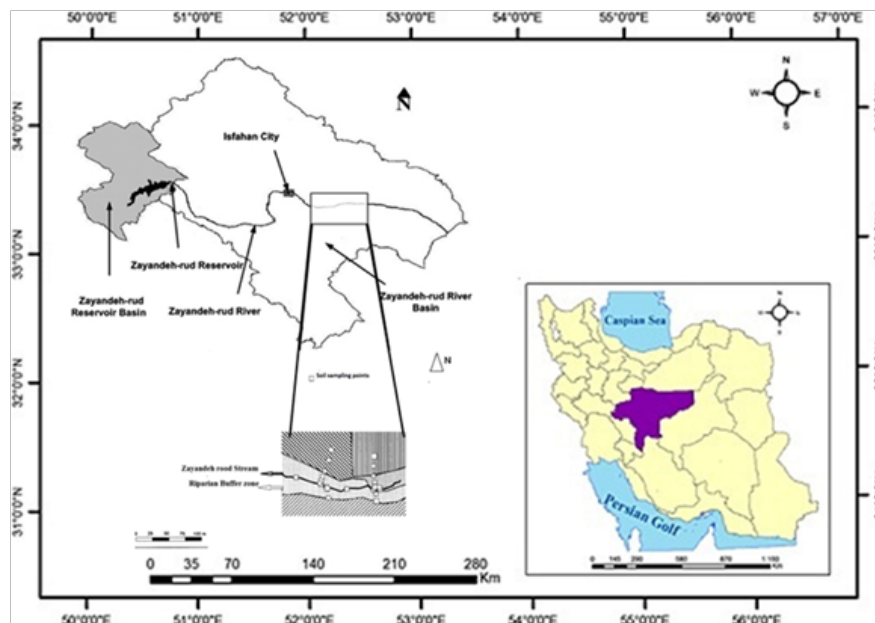 50°0'0"E 51°0'0"E 52°0'0"E 53°0'0"E 54°0'0"E 55°0'0"E 56°0'0"E 57°0'0"E
N
W E
S
N
Isfahan City
34°0'0"N
33°0'0"N
32°0'0"N
31°0'0"N
Zayandeh-rud Reservoir
Zayandeh-rud
Reservoir Basin
Zayandeh-rud River
Zayandeh-rud River
Basin
N
Soil sampling points
Zayandeh rood Stream
Riparian Buffer zone
0 35 70 140 210 280
Km
Caspian Sea
N
Persian Golf
50°0'0"E 51°0'0"E 52°0'0"E 53°0'0"E 54°0'0"E 55°0'0"E 56°0'0"E